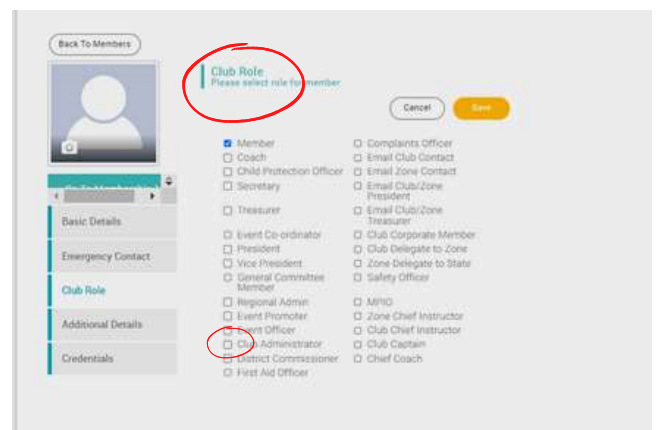 Back To Members
Club Role
Please select role for member
Cancel
Save
Member
Coach
Child Protection Officer
Secretary
Treasurer
Event Co-ordinator
President
Vice President
General Committee
Member
Regional Admin
Event Promoter
Event Officer
Club Administrator
District Commissioner
First Aid Officer
Complaints Officer
Email Club Contact
Email Zone Contact
Email Club/Zone
President
Email Club/Zone
Treasurer
Club Corporate Member
Club Delegate to Zone
Zone Delegate to State
Safety Officer
MPIO
Zone Chief Instructor
Club Chief Instructor
Club Captain
Chief Coach
Basic Details
Emergency Contact
Club Role
Additional Details
Credentials